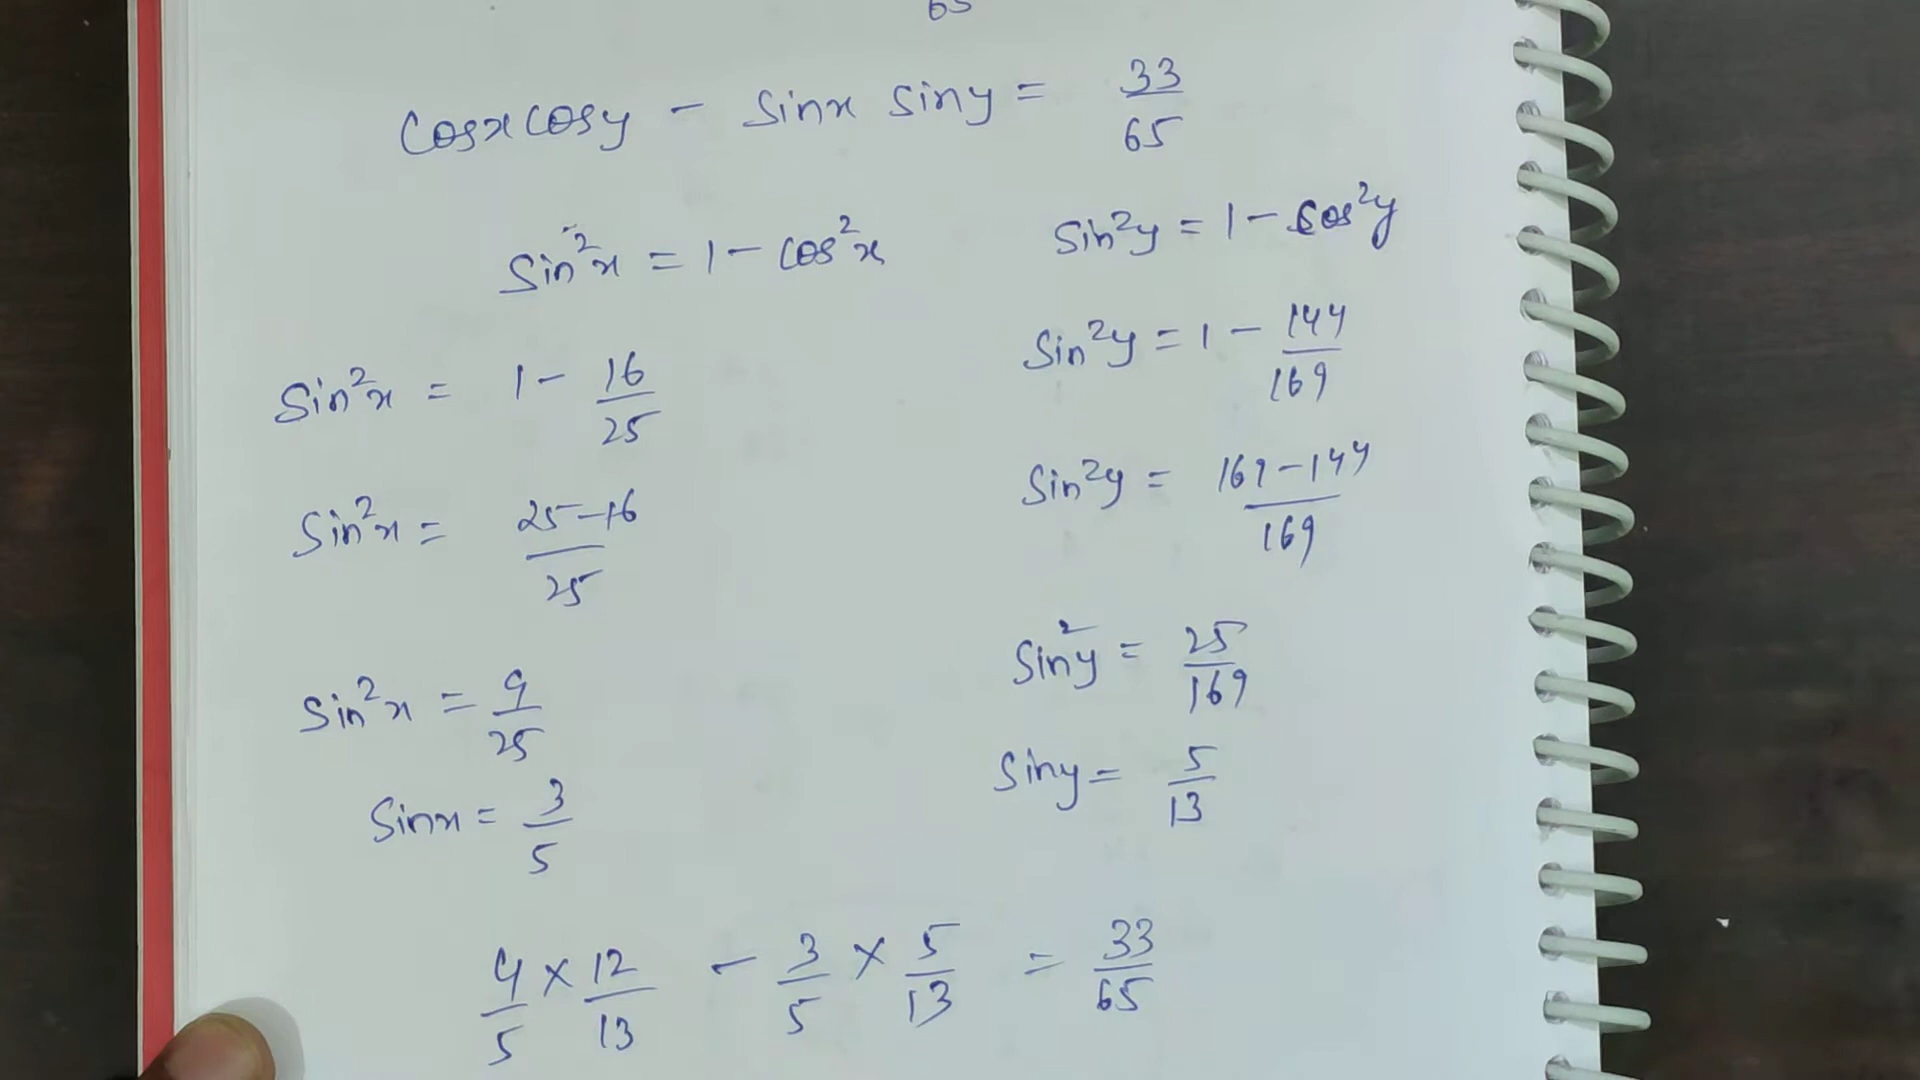 65
cosx cosy - sinx siny = 33/65
sin²x = 1 - cos²x
sin²y = 1 - cos²y
sin²x = 1 - 16/25
sin²y = 1 - 144/169
sin²x = 25-16/25
sin²y = 169-144/169
sin²x = 9/25
sin²y = 25/169
sinx = 3/5
siny = 5/13
4/5 × 12/13 - 3/5 × 5/13 = 33/65